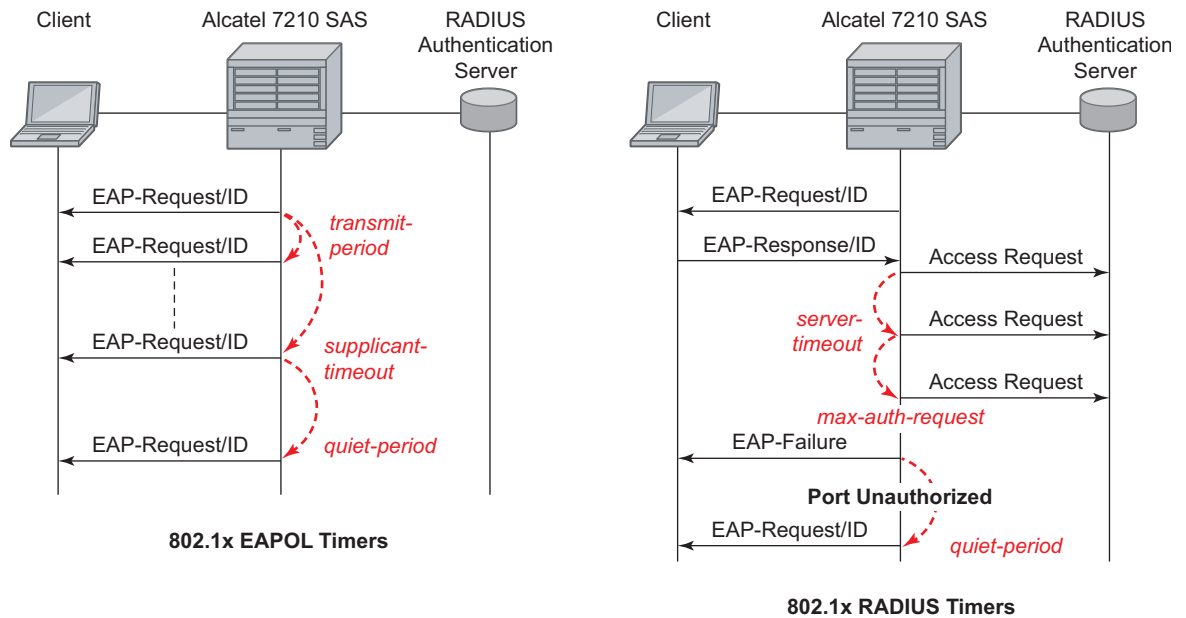 Client
Alcatel 7210 SAS
RADIUS
Authentication
Server
EAP-Request/ID
transmit-
period
EAP-Request/ID
EAP-Request/ID
supplicant-
timeout
EAP-Request/ID
quiet-period
802.1x EAPOL Timers
Client
Alcatel 7210 SAS
RADIUS
Authentication
Server
EAP-Request/ID
EAP-Response/ID
Access Request
server-
timeout
Access Request
Access Request
max-auth-request
EAP-Failure
Port Unauthorized
EAP-Request/ID
quiet-period
802.1x RADIUS Timers